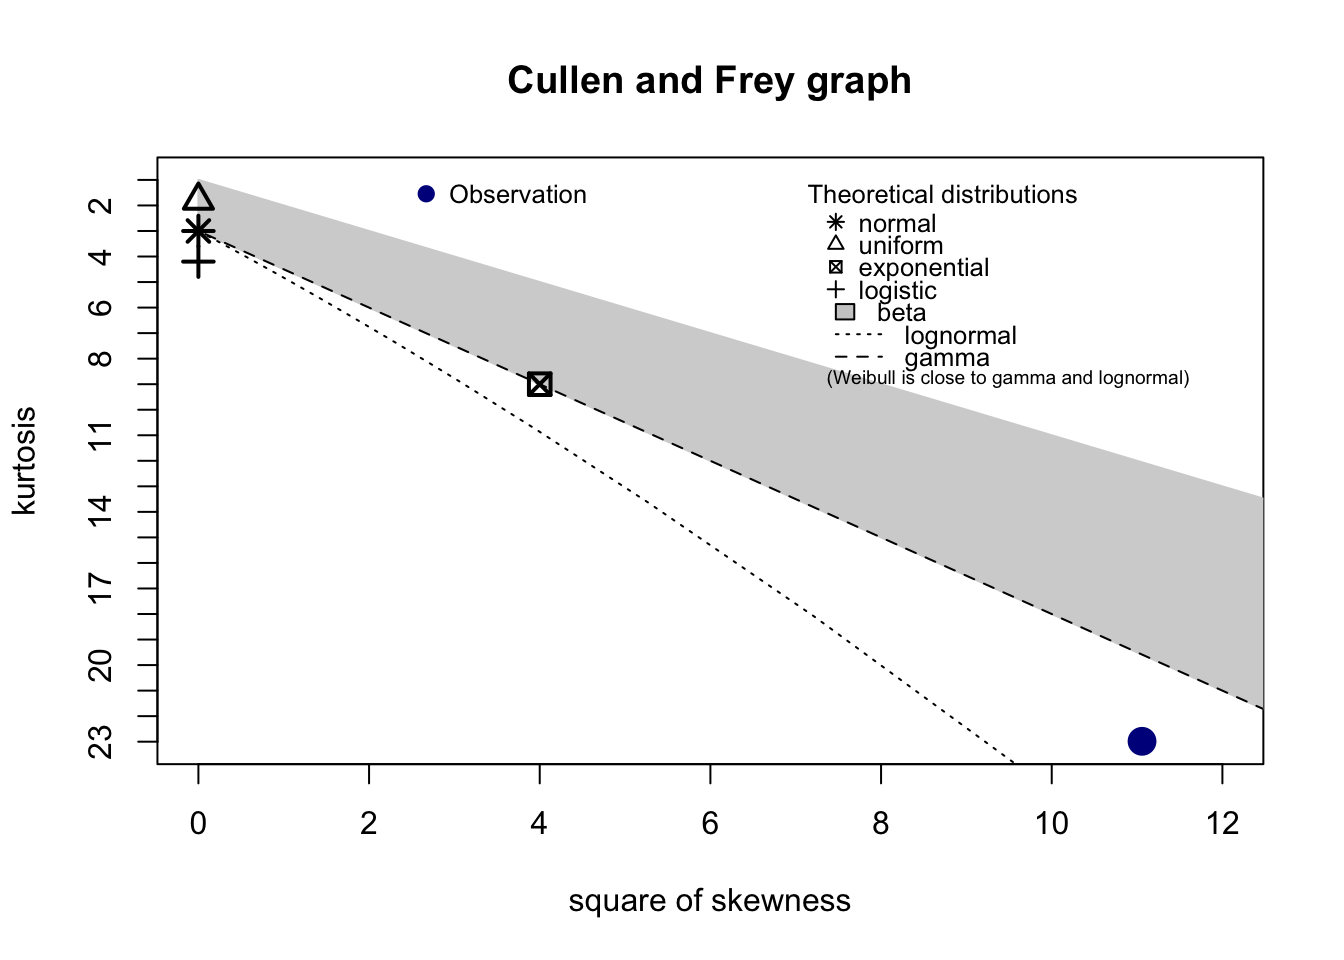 Cullen and Frey graph
Observation
Theoretical distributions
normal
uniform
exponential
logistic
beta
lognormal
gamma
(Weibull is close to gamma and lognormal)
kurtosis
2
4
6
8
11
14
17
20
23
0 2 4 6 8 10 12
square of skewness